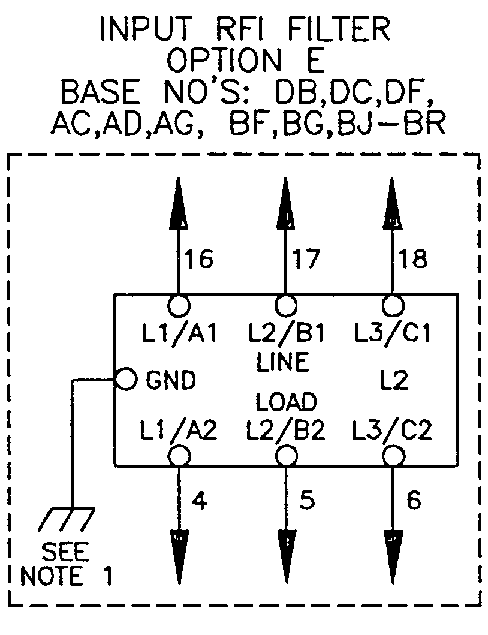 INPUT RFI FILTER
OPTION E
BASE NO'S: DB,DC,DF,
AC,AD,AG, BF,BG,BJ-BR
16 17 18
L1/A1 L2/B1 L3/C1
LINE
GND L2
LOAD
L1/A2 L2/B2 L3/C2
4 5 6
SEE
NOTE 1